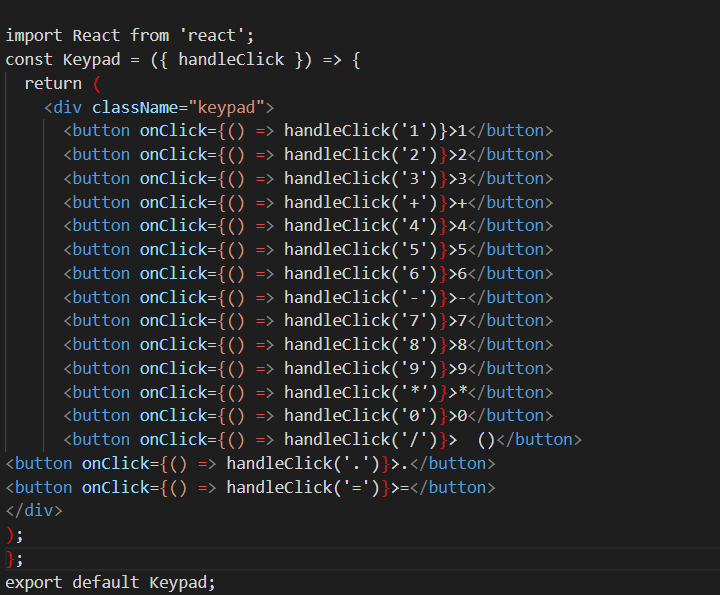 import React from 'react';
const Keypad = ({ handleClick }) => {
  return (
    <div className="keypad">
      <button onClick={() => handleClick('1')}>1</button>
      <button onClick={() => handleClick('2')}>2</button>
      <button onClick={() => handleClick('3')}>3</button>
      <button onClick={() => handleClick('+')}>+</button>
      <button onClick={() => handleClick('4')}>4</button>
      <button onClick={() => handleClick('5')}>5</button>
      <button onClick={() => handleClick('6')}>6</button>
      <button onClick={() => handleClick('-')}>-</button>
      <button onClick={() => handleClick('7')}>7</button>
      <button onClick={() => handleClick('8')}>8</button>
      <button onClick={() => handleClick('9')}>9</button>
      <button onClick={() => handleClick('*')}>*</button>
      <button onClick={() => handleClick('0')}>0</button>
      <button onClick={() => handleClick('/')}>  ()</button>
<button onClick={() => handleClick('.')}>.</button>
<button onClick={() => handleClick('=')}>=</button>
</div>
);
};
export default Keypad;